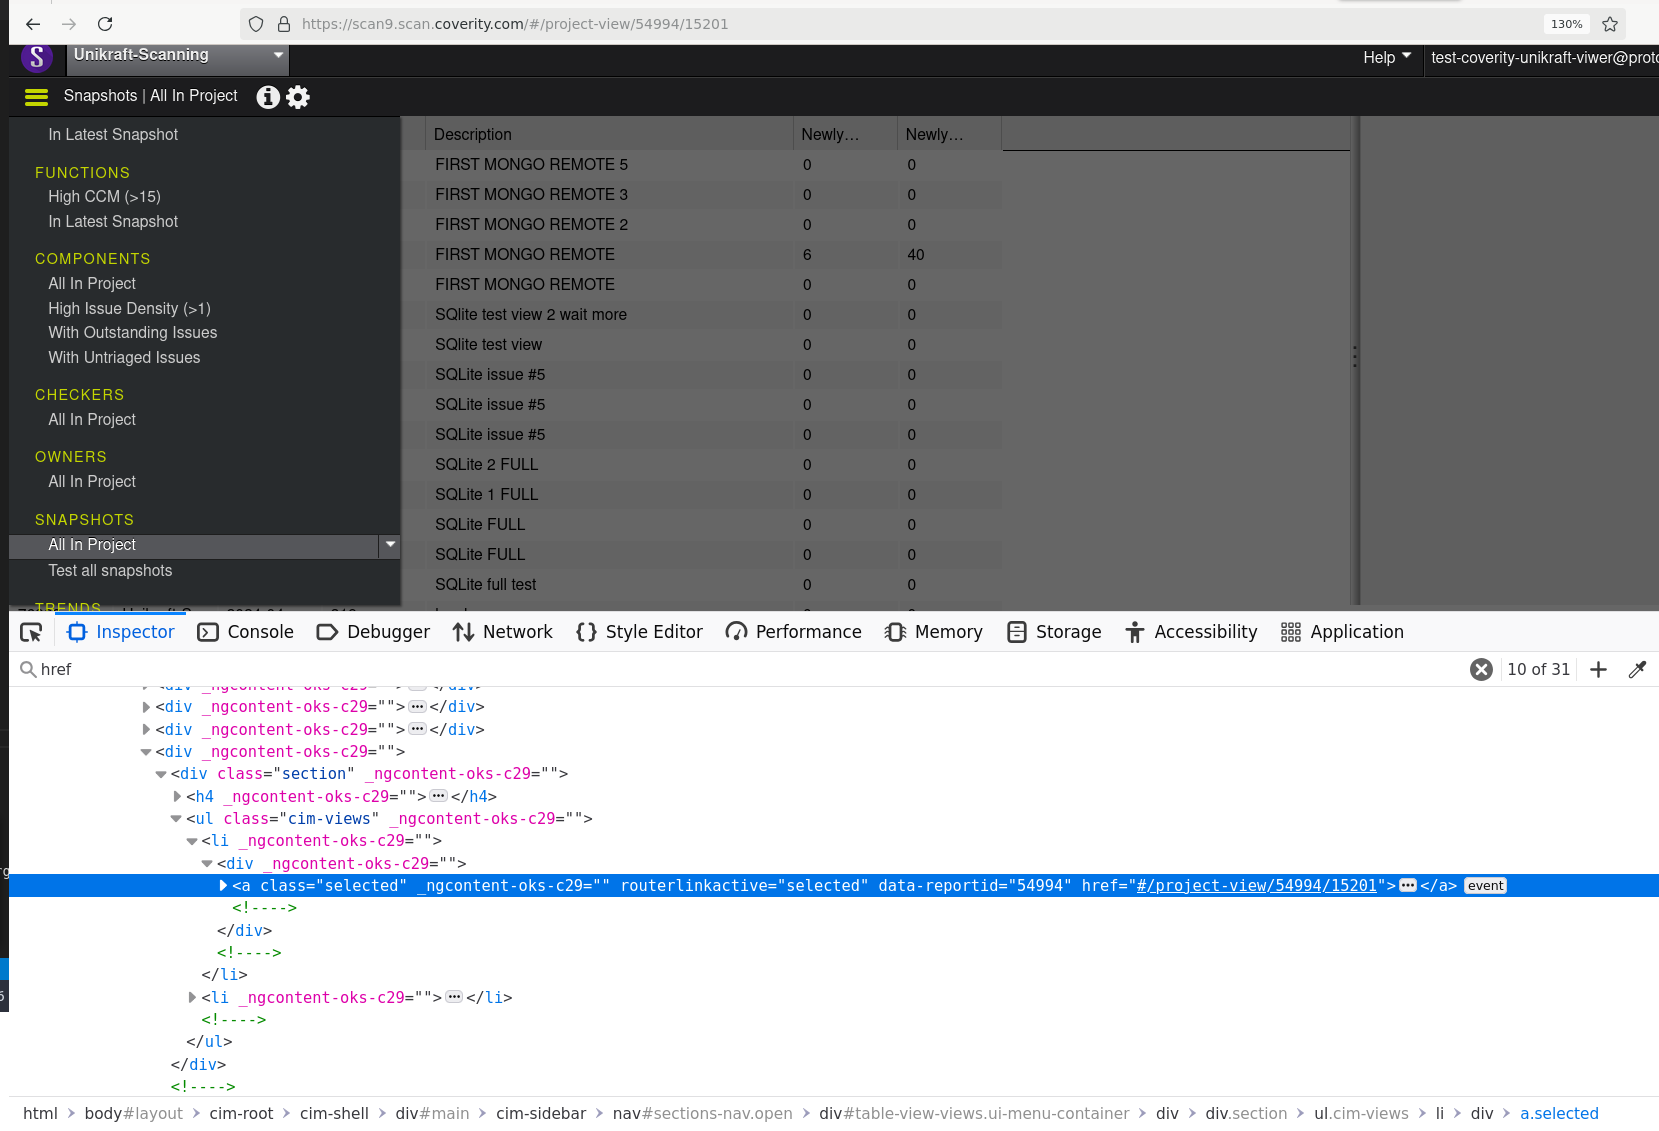 https://scan9.scan.coverity.com/#/project-view/54994/15201 130%
S Unikraft-Scanning Help test-coverity-unikraft-viwer@proto
Snapshots | All In Project
In Latest Snapshot
FUNCTIONS
High CCM (>15)
In Latest Snapshot
COMPONENTS
All In Project
High Issue Density (>1)
With Outstanding Issues
With Untriaged Issues
CHECKERS
All In Project
OWNERS
All In Project
SNAPSHOTS
All In Project
Test all snapshots
TRENDS
Description Newly... Newly...
FIRST MONGO REMOTE 5 0 0
FIRST MONGO REMOTE 3 0 0
FIRST MONGO REMOTE 2 0 0
FIRST MONGO REMOTE 6 40
FIRST MONGO REMOTE 0 0
SQlite test view 2 wait more 0 0
SQlite test view 0 0
SQLite issue #5 0 0
SQLite issue #5 0 0
SQLite issue #5 0 0
SQLite 2 FULL 0 0
SQLite 1 FULL 0 0
SQLite FULL 0 0
SQLite FULL 0 0
SQLite full test 0 0
Inspector Console Debugger Network Style Editor Performance Memory Storage Accessibility Application
href 10 of 31
<div _ngcontent-oks-c29="">···</div>
<div _ngcontent-oks-c29="">···</div>
<div _ngcontent-oks-c29="">···</div>
<div _ngcontent-oks-c29="">
<div class="section" _ngcontent-oks-c29="">
<h4 _ngcontent-oks-c29="">···</h4>
<ul class="cim-views" _ngcontent-oks-c29="">
<li _ngcontent-oks-c29="">
<div _ngcontent-oks-c29="">
<a class="selected" _ngcontent-oks-c29="" routerlinkactive="selected" data-reportid="54994" href="#/project-view/54994/15201">···</a> event
<!---->
</div>
<!---->
</li>
<li _ngcontent-oks-c29="">···</li>
<!---->
</ul>
</div>
<!---->
html > body#layout > cim-root > cim-shell > div#main > cim-sidebar > nav#sections-nav.open > div#table-view-views.ui-menu-container > div > div.section > ul.cim-views > li > div > a.selected